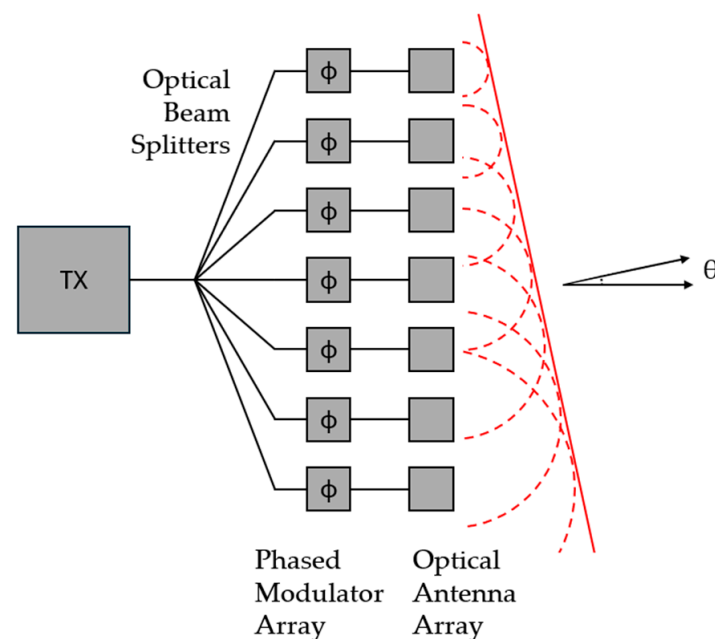 Optical
Beam
Splitters
TX
ϕ
ϕ
ϕ
ϕ
ϕ
ϕ
ϕ
θ
Phased
Modulator
Array
Optical
Antenna
Array